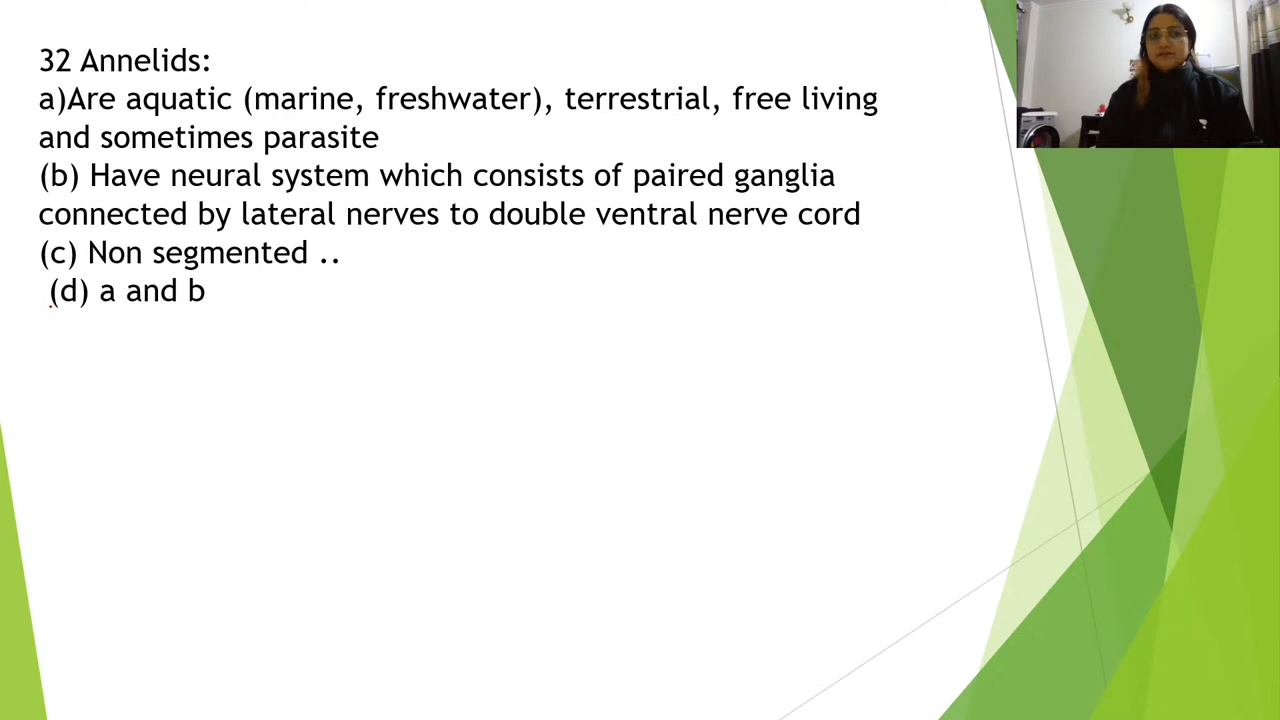 32 Annelids:
a)Are aquatic (marine, freshwater), terrestrial, free living
and sometimes parasite
(b) Have neural system which consists of paired ganglia
connected by lateral nerves to double ventral nerve cord
(c) Non segmented ..
(d) a and b